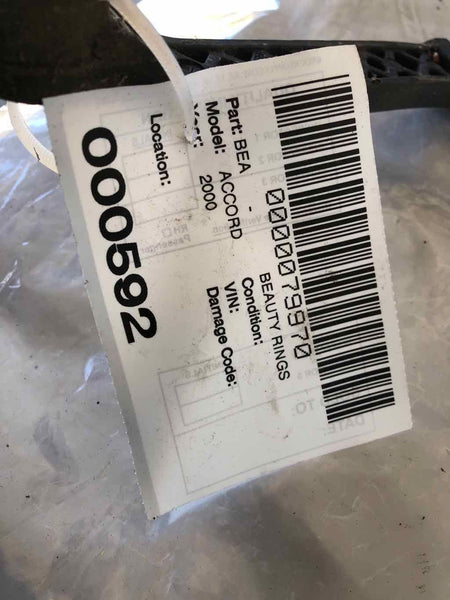 0000079970
Part: BEA - BEAUTY RINGS
Model: ACCORD Condition:
Year: 2000 VIN:
Damage Code:
Location:
000592